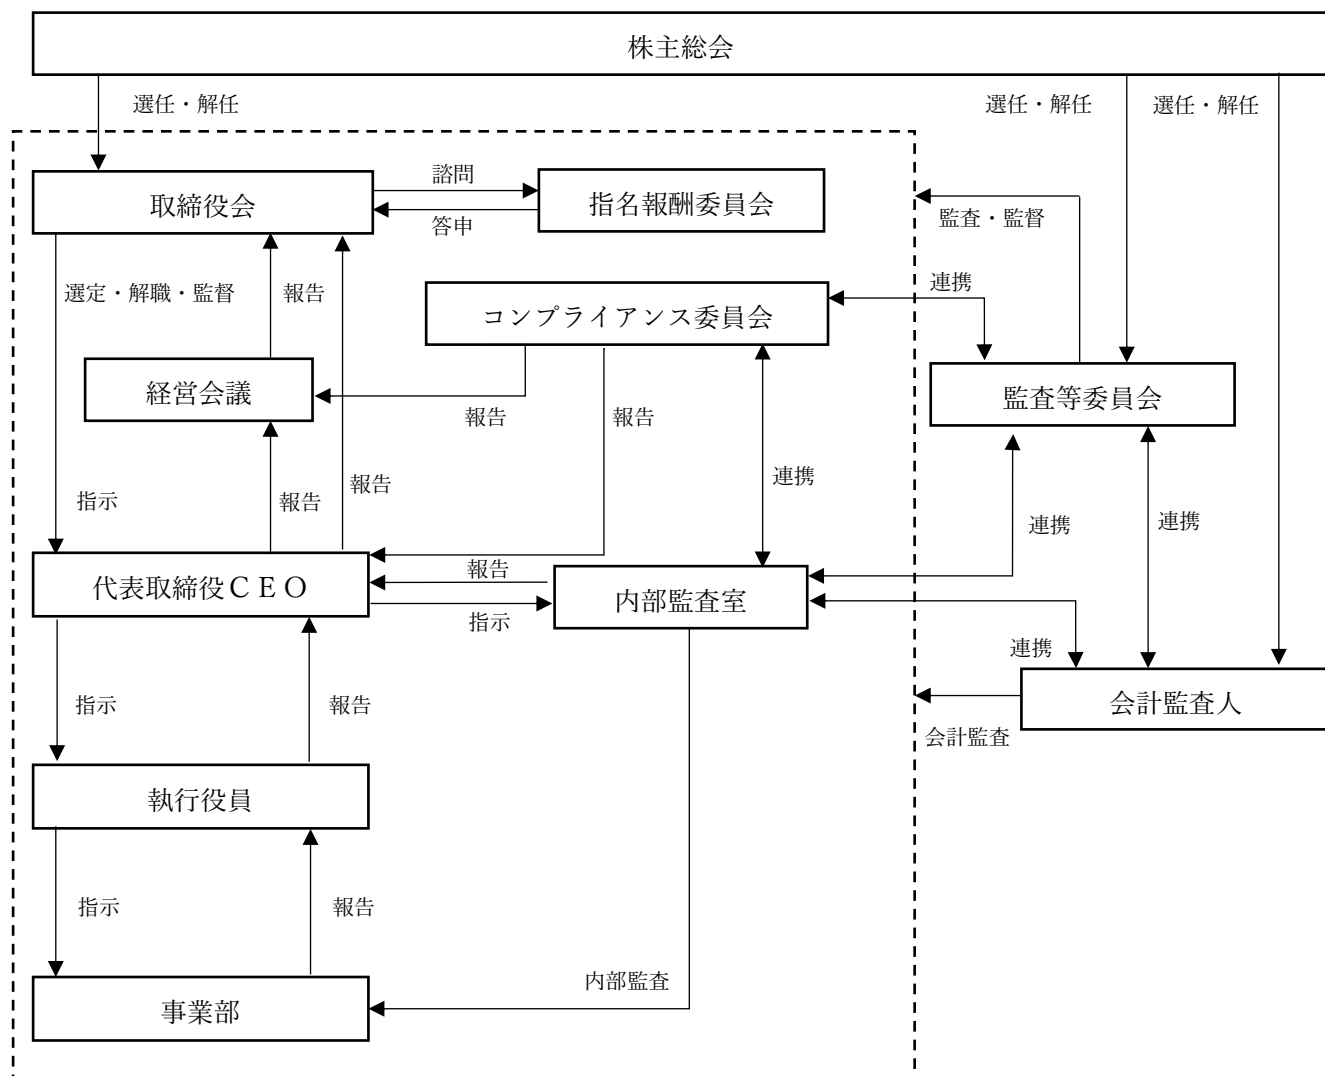 株主総会
選任・解任
選任・解任
選任・解任
取締役会
諮問
答申
指名報酬委員会
監査・監督
選定・解職・監督
報告
コンプライアンス委員会
連携
経営会議
報告
報告
監査等委員会
指示
報告
報告
連携
連携
連携
代表取締役ＣＥＯ
報告
指示
内部監査室
連携
会計監査人
会計監査
指示
報告
執行役員
指示
報告
内部監査
事業部